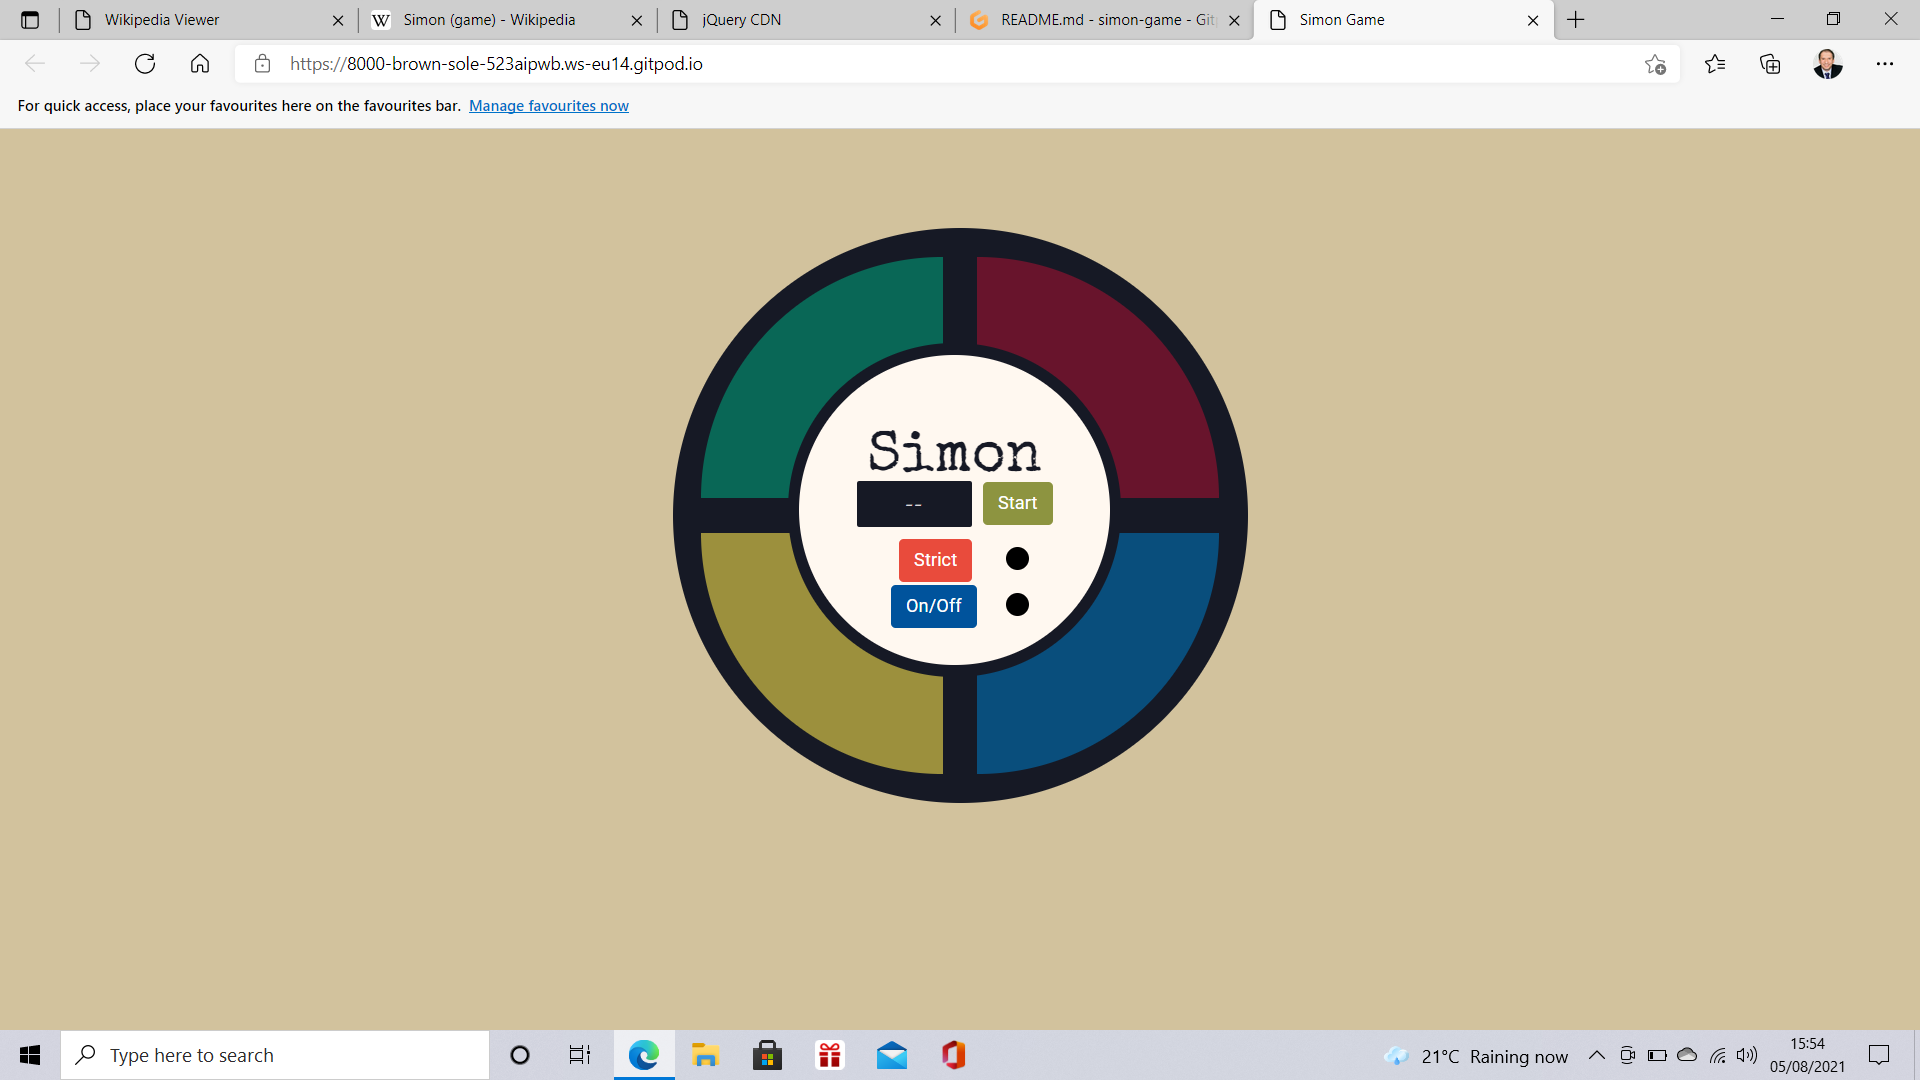 Wikipedia Viewer
W Simon (game) - Wikipedia
jQuery CDN
README.md - simon-game - Git
Simon Game
https://8000-brown-sole-523aipwb.ws-eu14.gitpod.io
For quick access, place your favourites here on the favourites bar. Manage favourites now
Simon
-- Start
Strict
On/Off
Type here to search
21°C Raining now
15:54
05/08/2021